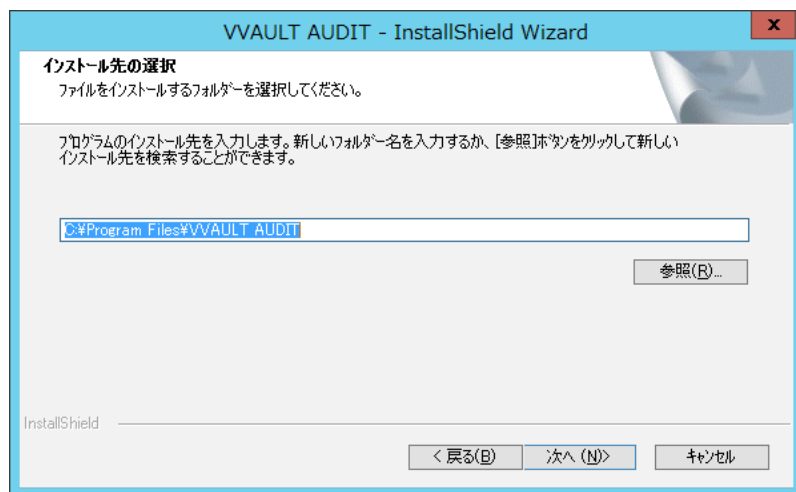 VVAULT AUDIT - InstallShield Wizard
x
インストール先の選択
ファイルをインストールするフォルダーを選択してください。
プログラムのインストール先を入力します。新しいフォルダー名を入力するか、[参照]ボタンをクリックして新しい
インストール先を検索することができます。
C:¥Program Files¥VVAULT AUDIT
参照(R)...
InstallShield
< 戻る(B)
次へ (N)>
キャンセル